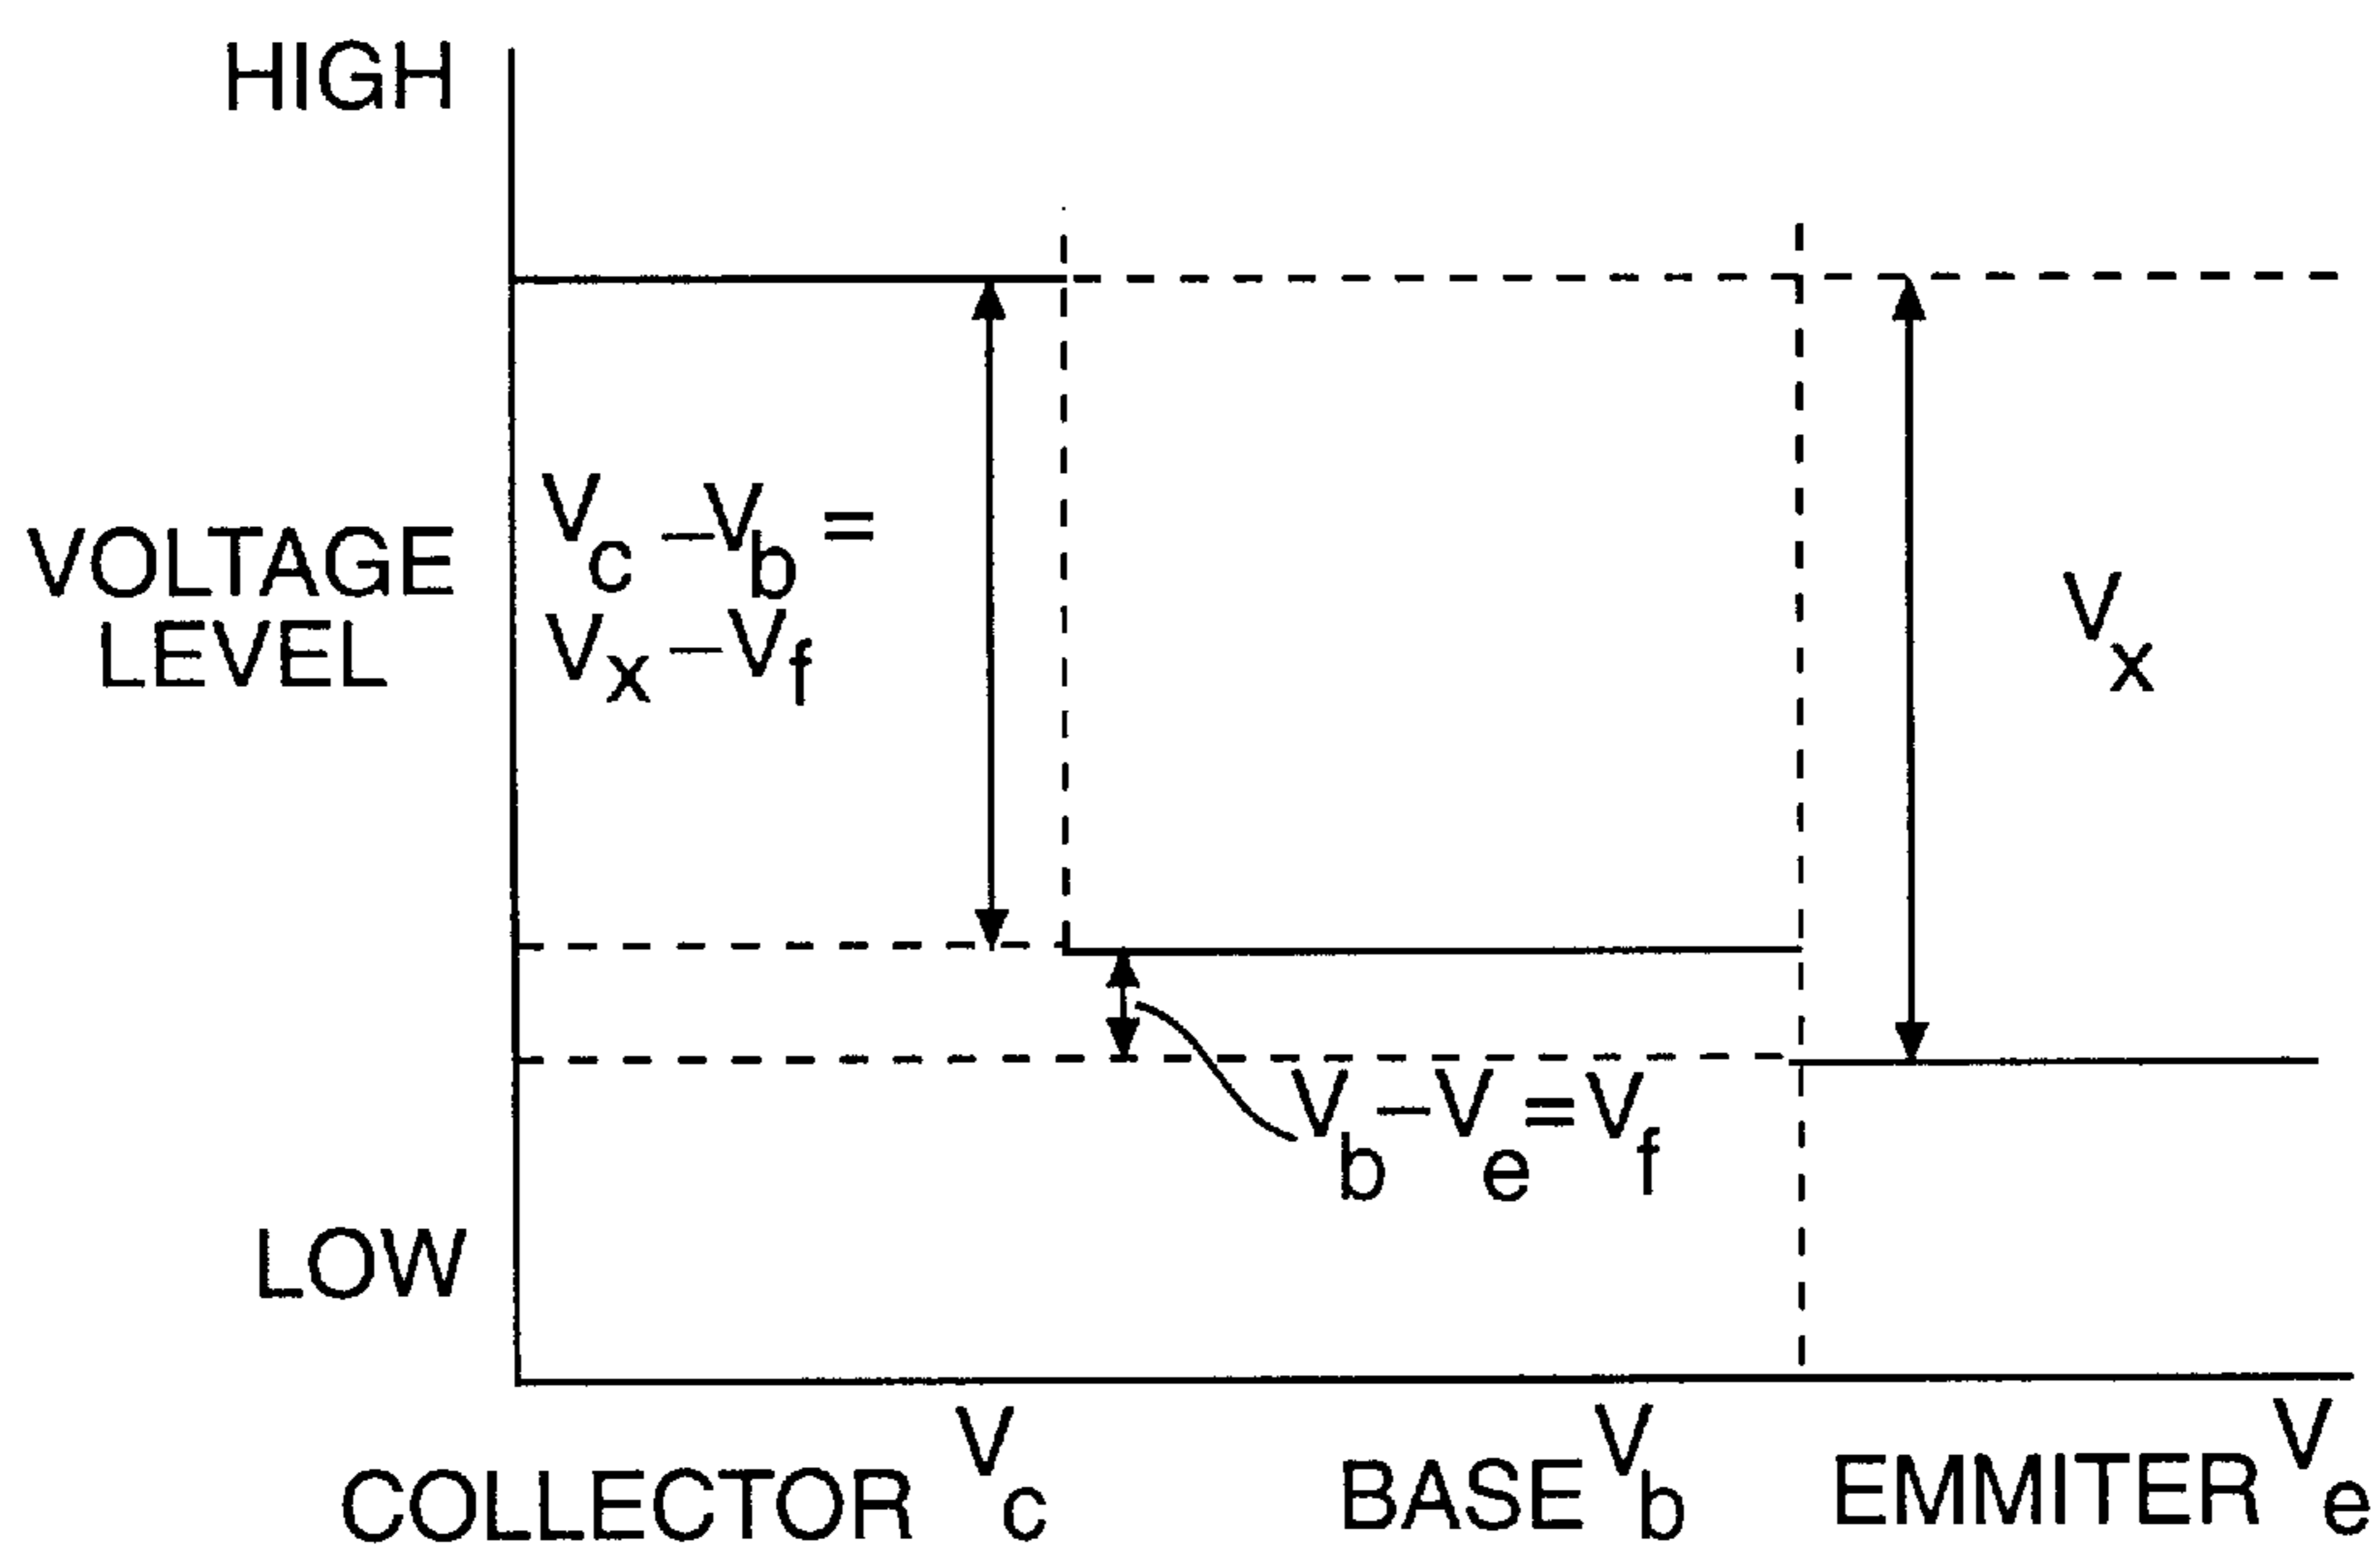 HIGH
Vc – Vb =
Vx – Vf
VOLTAGE
LEVEL
Vx
Vb – Ve = Vf
LOW
COLLECTOR Vc
BASE Vb
EMMITER Ve